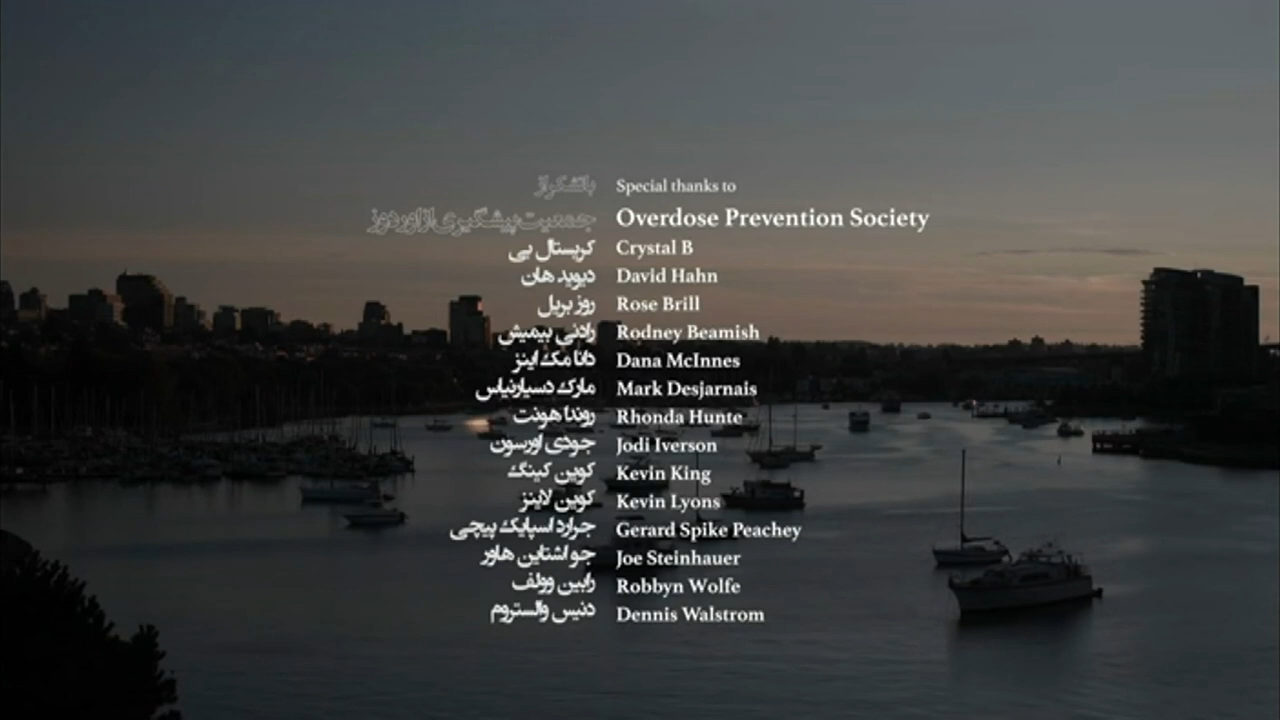 باتشکر از Special thanks to
جمعیت پیشگیری از اوردوز Overdose Prevention Society
کریستال بی Crystal B
دیوید هان David Hahn
روز بریل Rose Brill
رادنی بیمیش Rodney Beamish
دانا مک اینز Dana McInnes
مارک دسیارنیاس Mark Desjarnais
روندا هونت Rhonda Hunte
جودی اورسون Jodi Iverson
کوین کینگ Kevin King
کوین لاینز Kevin Lyons
جرارد اسپایک پیچی Gerard Spike Peachey
جو اشتاین هاور Joe Steinhauer
رابین وولف Robbyn Wolfe
دنیس والستروم Dennis Walstrom